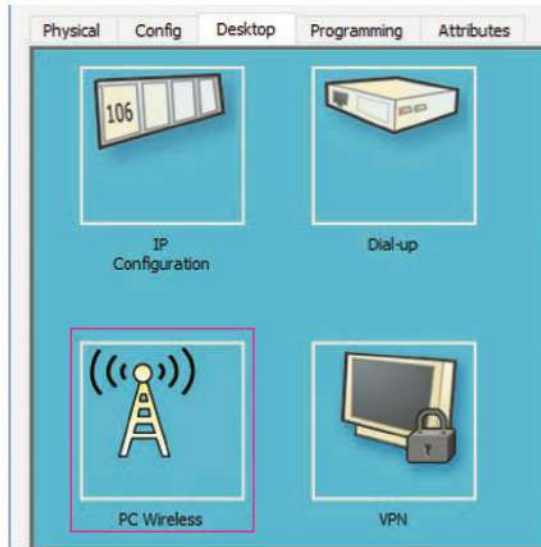 Physical Config Desktop Programming Attributes
106
IP
Configuration
Dial-up
PC Wireless
VPN